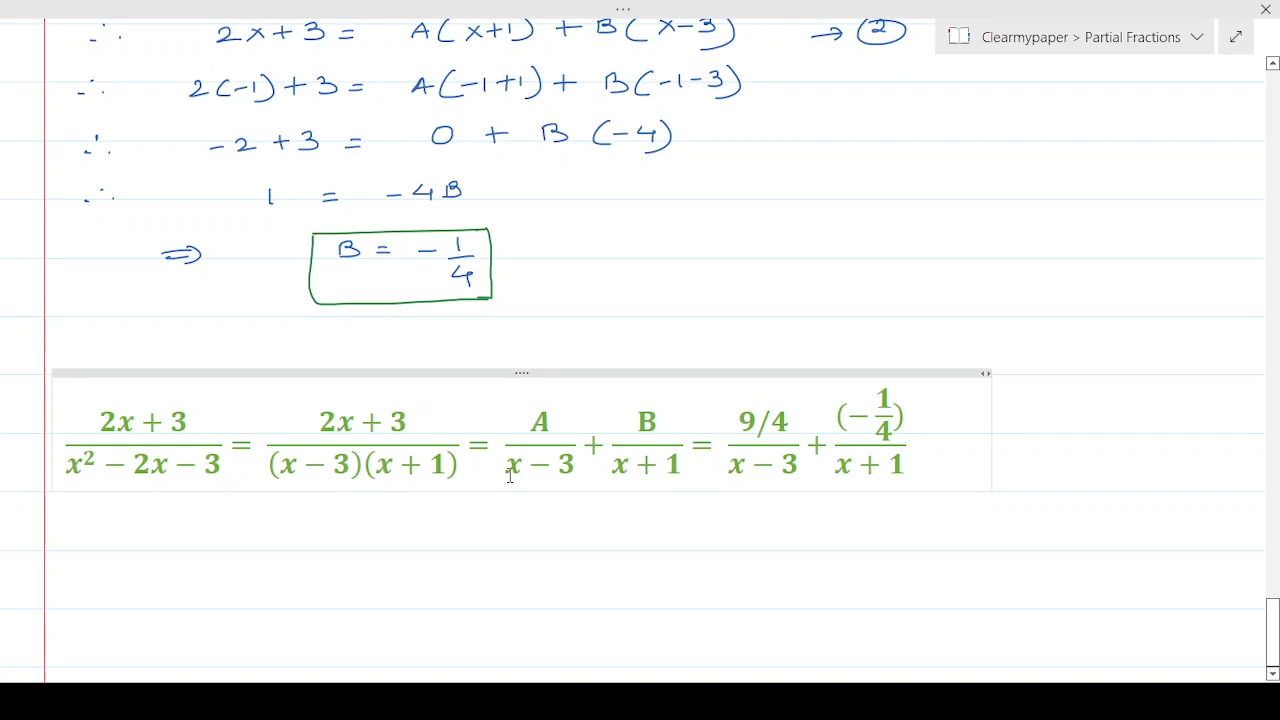 ∴ 2x + 3 = A(x+1) + B(x-3) → (2)
Clearmypaper > Partial Fractions
∴ 2(-1) + 3 = A(-1+1) + B(-1-3)
∴ -2 + 3 = 0 + B(-4)
∴ 1 = -4B
⇒ B = -1/4
(2x + 3)/(x² − 2x − 3) = (2x + 3)/((x − 3)(x + 1)) = A/(x − 3) + B/(x + 1) = (9/4)/(x − 3) + (−1/4)/(x + 1)